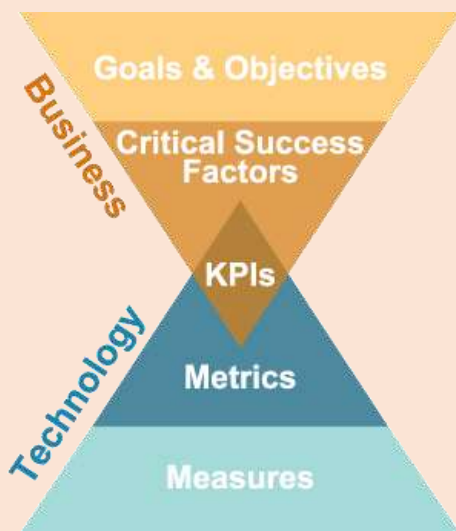 Business
Goals & Objectives
Critical Success
Factors
KPIs
Technology
Metrics
Measures